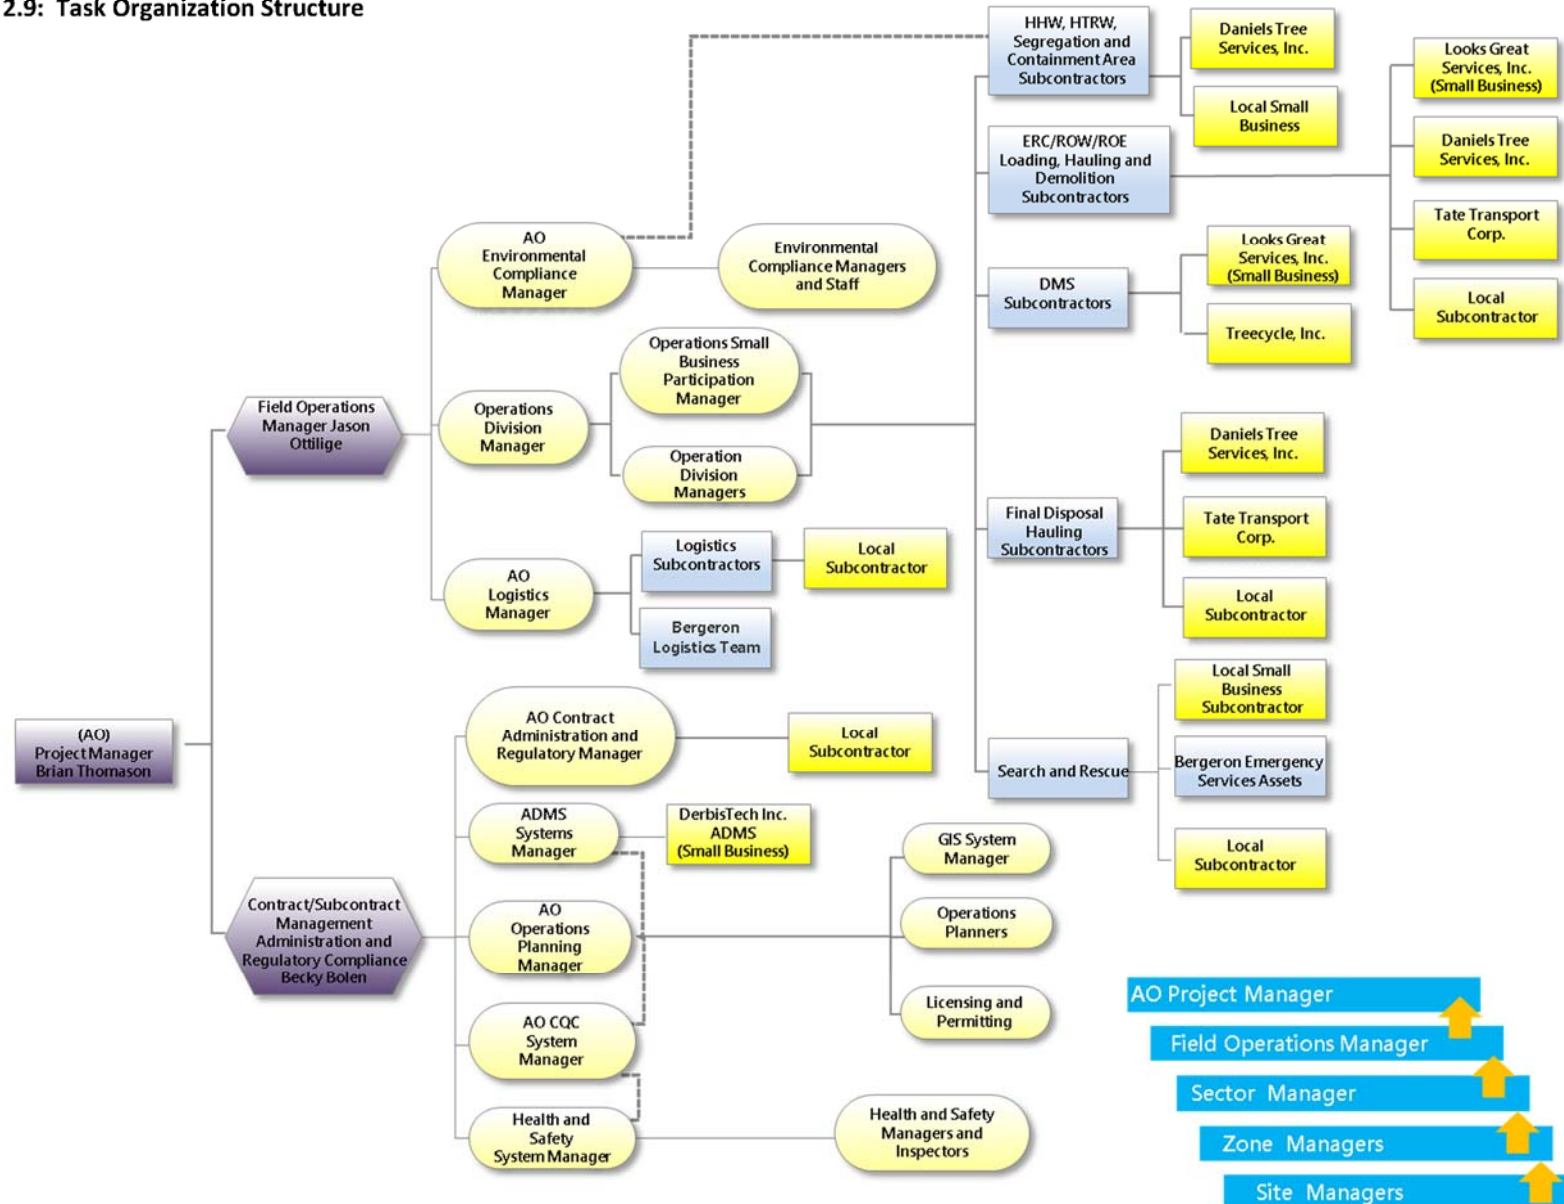 2.9: Task Organization Structure
(AO)
Project Manager
Brian Thomason
Field Operations
Manager Jason
Ottilige
Contract/Subcontract
Management
Administration and
Regulatory Compliance
Becky Bolen
AO
Environmental
Compliance
Manager
Environmental
Compliance Managers
and Staff
Operations
Division
Manager
Operations Small
Business
Participation
Manager
Operation
Division
Managers
AO
Logistics
Manager
Logistics
Subcontractors
Local
Subcontractor
Bergeron
Logistics Team
AO Contract
Administration and
Regulatory Manager
Local
Subcontractor
ADMS
Systems
Manager
DerbisTech Inc.
ADMS
(Small Business)
AO
Operations
Planning
Manager
GIS System
Manager
Operations
Planners
Licensing and
Permitting
AO CQC
System
Manager
Health and
Safety
System Manager
Health and Safety
Managers and
Inspectors
HHW, HTRW,
Segregation and
Containment Area
Subcontractors
Daniels Tree
Services, Inc.
Local Small
Business
ERC/ROW/ROE
Loading, Hauling and
Demolition
Subcontractors
Looks Great
Services, Inc.
(Small Business)
Daniels Tree
Services, Inc.
Tate Transport
Corp.
Local
Subcontractor
DMS
Subcontractors
Looks Great
Services, Inc.
(Small Business)
Treecycle, Inc.
Final Disposal
Hauling
Subcontractors
Daniels Tree
Services, Inc.
Tate Transport
Corp.
Local
Subcontractor
Search and Rescue
Local Small
Business
Subcontractor
Bergeron Emergency
Services Assets
Local
Subcontractor
AO Project Manager
Field Operations Manager
Sector Manager
Zone Managers
Site Managers